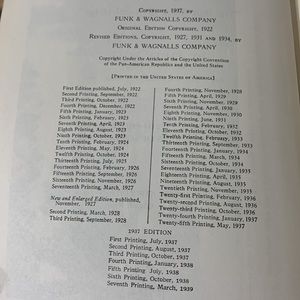 Copyright, 1937, by
FUNK & WAGNALLS COMPANY
Original Edition Copyright, 1922
Revised Editions, Copyright, 1927, 1931 and 1934, by
FUNK & WAGNALLS COMPANY
Copyright Under the Articles of the Copyright Convention
of the Pan-American Republics and the United States
[Printed in the United States of America]
First Edition published, July, 1922
Second Printing, September, 1922
Third Printing, October, 1922
Fourth Printing, December, 1922
Fifth Printing, January, 1923
Sixth Printing, February, 1923
Seventh Printing, April, 1923
Eighth Printing, August, 1923
Ninth Printing, October, 1923
Tenth Printing, February, 1924
Eleventh Printing, May, 1924
Twelfth Printing, October, 1924
Thirteenth Printing, July,
Fourteenth Printing, January,
Fifteenth Printing, September, 1926
Sixteenth Printing, November, 1926
Seventeenth Printing, March, 1927
New and Enlarged Edition, published,
November, 1927
Second Printing, March, 1928
Third Printing, September, 1928
Fourth Printing, November, 1928
Fifth Printing, April, 1929
Sixth Printing, November, 1929
Seventh Printing, April, 1930
Eighth Printing, November, 1930
Ninth Printing, June, 1931
Tenth Printing, February, 1932
Eleventh Printing, October, 1932
Twelfth Printing, February, 1933
Thirteenth Printing, September, 1933
Fourteenth Printing, January, 1934
Fifteenth Printing, February, 1934
Sixteenth Printing, October, 1934
Seventeenth Printing, January, 1935
Eighteenth Printing, April, 1935
Nineteenth Printing, August, 1935
Twentieth Printing, November, 1935
Twenty-first Printing, February, 1936
Twenty-second Printing, August, 1936
Twenty-third Printing, October, 1936
Twenty-fourth Printing, January, 1937
Twenty-fifth Printing, May, 1937
1937 EDITION
First Printing, July, 1937
Second Printing, August, 1937
Third Printing, October, 1937
Fourth Printing, January, 1938
Fifth Printing, July, 1938
Sixth Printing, October, 1938
Seventh Printing, March, 1939